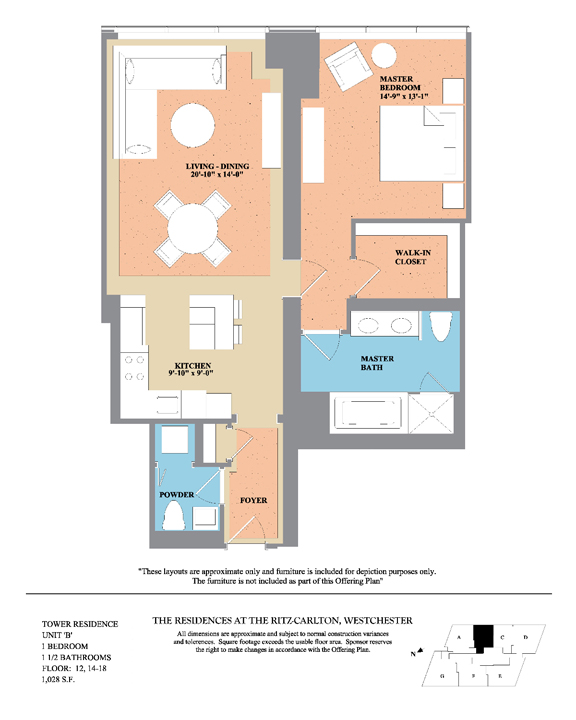 MASTER
BEDROOM
14'-9" x 13'-1"
LIVING - DINING
20'-10" x 14'-0"
WALK-IN
CLOSET
KITCHEN
9'-10" x 9'-0"
MASTER
BATH
POWDER
FOYER
"These layouts are approximate only and furniture is included for depiction purposes only.
The furniture is not included as part of this Offering Plan"
TOWER RESIDENCE
UNIT 'B'
1 BEDROOM
1 1/2 BATHROOMS
FLOOR: 12, 14-18
1,028 S.F.
THE RESIDENCES AT THE RITZ-CARLTON, WESTCHESTER
All dimensions are approximate and subject to normal construction variances
and tolerences. Square footage exceeds the usable floor area. Sponsor reserves
the right to make changes in accordance with the Offering Plan.
A C D
N
G F E